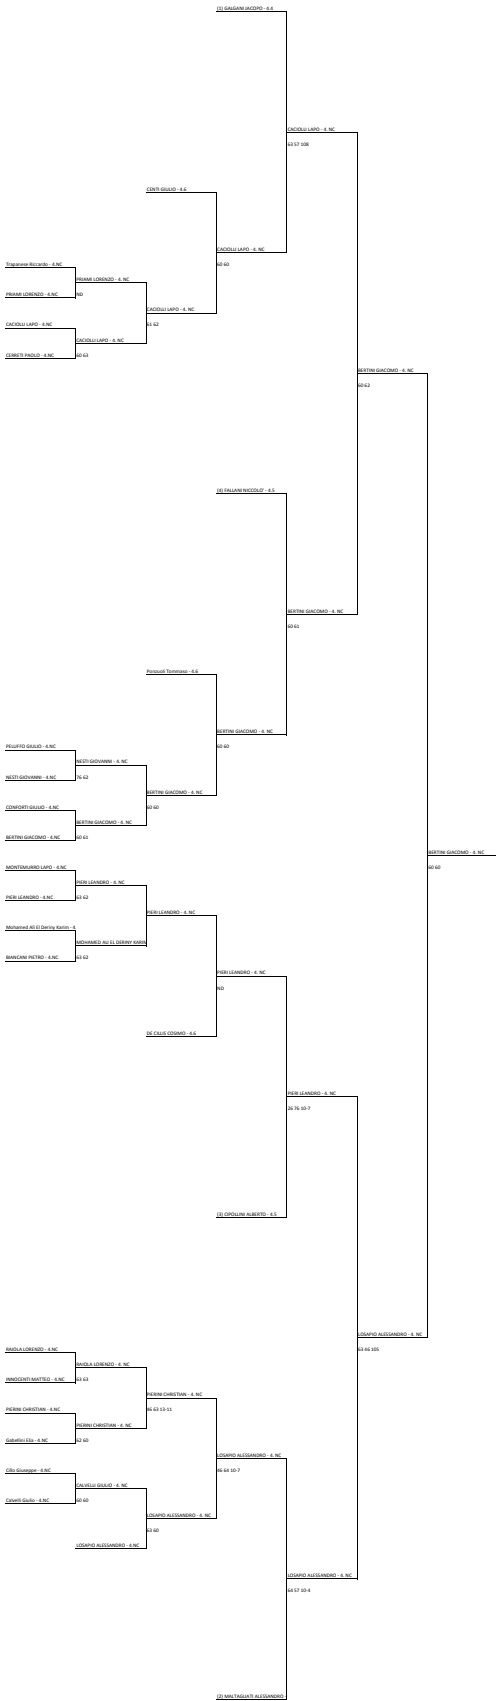 (1) GALGANI JACOPO - 4.4
CACIOLLI LAPO - 4. NC
63 57 108
CENTI GIULIO - 4.6
CACIOLLI LAPO - 4. NC
60 60
Trapanese Riccardo - 4.NC
PRIAMI LORENZO - 4. NC
PRIAMI LORENZO - 4.NC
ND
CACIOLLI LAPO - 4. NC
61 62
CACIOLLI LAPO - 4.NC
CACIOLLI LAPO - 4. NC
CERRETI PAOLO - 4.NC
60 63
BERTINI GIACOMO - 4. NC
60 62
(4) FALLANI NICCOLO' - 4.5
BERTINI GIACOMO - 4. NC
60 61
Tommaso - 4.6
BERTINI GIACOMO - 4. NC
60 60
PELUFFO GIULIO - 4.NC
NESTI GIOVANNI - 4. NC
NESTI GIOVANNI - 4.NC
76 62
BERTINI GIACOMO - 4. NC
60 60
CONFORTI GIULIO - 4.NC
BERTINI GIACOMO - 4. NC
BERTINI GIACOMO - 4.NC
60 61
BERTINI GIACOMO - 4. NC
60 60
MONTEMURRO LAPO - 4.NC
PIERI LEANDRO - 4. NC
PIERI LEANDRO - 4.NC
63 62
PIERI LEANDRO - 4. NC
Mohamed Ali El Deriny Karim - 4
MOHAMED ALI EL DERINY KARIM
BIANCANI PIETRO - 4.NC
63 62
PIERI LEANDRO - 4. NC
ND
DE CILLIS COSIMO - 4.6
PIERI LEANDRO - 4. NC
26 76 10-7
(3) CIPOLLINI ALBERTO - 4.5
LOSAPIO ALESSANDRO - 4. NC
63 46 105
RAIOLA LORENZO - 4.NC
RAIOLA LORENZO - 4. NC
INNOCENTI MATTEO - 4.NC
63 63
PIERINI CHRISTIAN - 4. NC
46 63 13-11
PIERINI CHRISTIAN - 4.NC
PIERINI CHRISTIAN - 4. NC
Gabellini Elia - 4.NC
62 60
LOSAPIO ALESSANDRO - 4. NC
46 64 10-7
Cillo Giuseppe - 4.NC
CALVELLI GIULIO - 4. NC
Calvelli Giulio - 4.NC
60 60
LOSAPIO ALESSANDRO - 4. NC
63 60
LOSAPIO ALESSANDRO - 4.NC
LOSAPIO ALESSANDRO - 4. NC
64 57 10-4
(2) MALTAGLIATI ALESSANDRO -